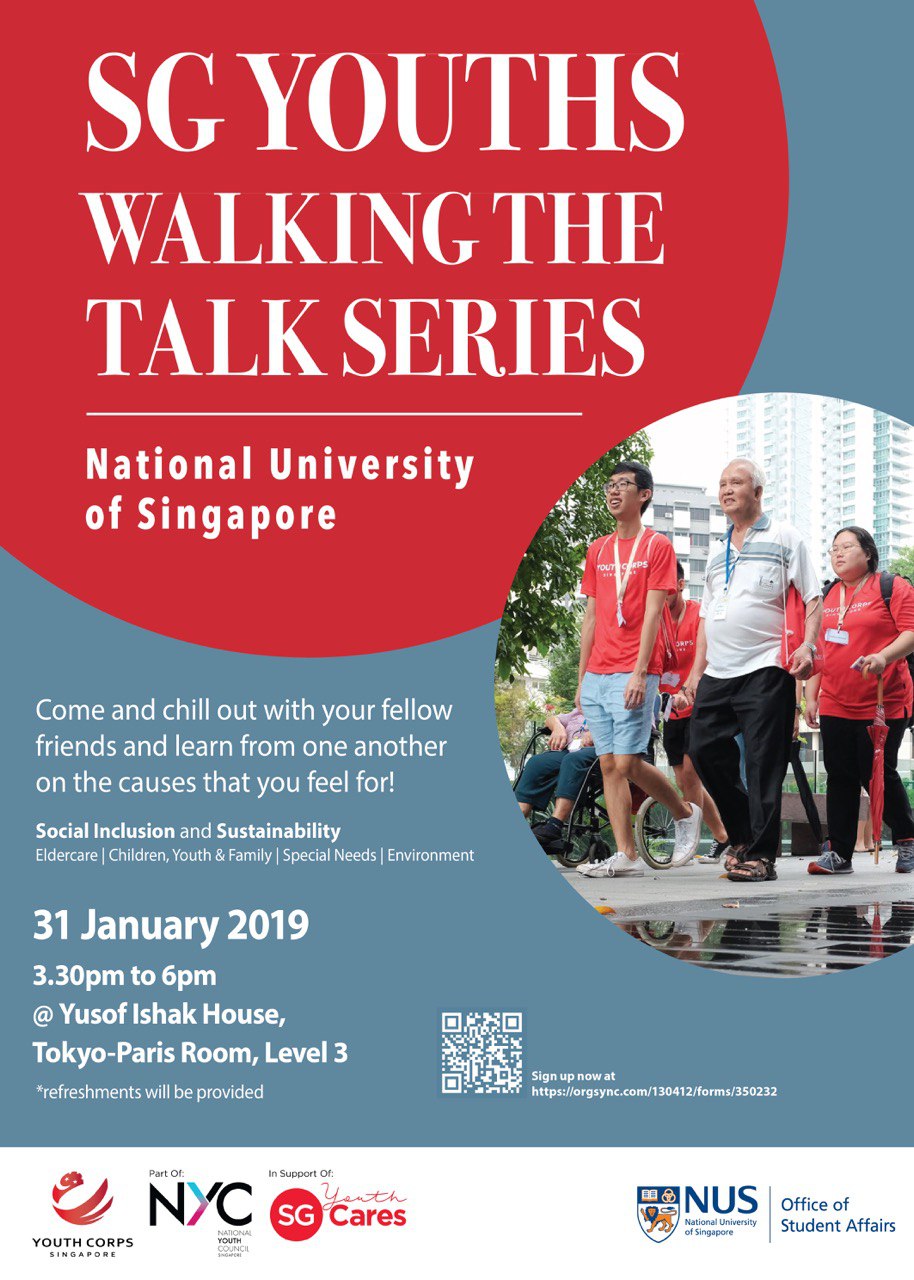 SG YOUTHS
WALKING THE
TALK SERIES
National University
of Singapore
YOUTH CORPS
SINGAPORE
YOUTH CORPS
Come and chill out with your fellow
friends and learn from one another
on the causes that you feel for!
Social Inclusion and Sustainability
Eldercare | Children, Youth & Family | Special Needs | Environment
31 January 2019
3.30pm to 6pm
@ Yusof Ishak House,
Tokyo-Paris Room, Level 3
*refreshments will be provided
Sign up now at
https://orgsync.com/130412/forms/350232
YOUTH CORPS
SINGAPORE
Part Of:
NYC
NATIONAL
YOUTH
COUNCIL
SINGAPORE
In Support Of:
SG Youth
Cares
NUS
National University
of Singapore
Office of
Student Affairs